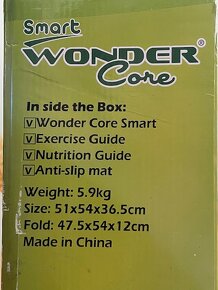 Smart
WONDER®
Core
In side the Box:
Wonder Core Smart
Exercise Guide
Nutrition Guide
Anti-slip mat
Weight: 5.9kg
Size: 51x54x36.5cm
Fold: 47.5x54x12cm
Made in China